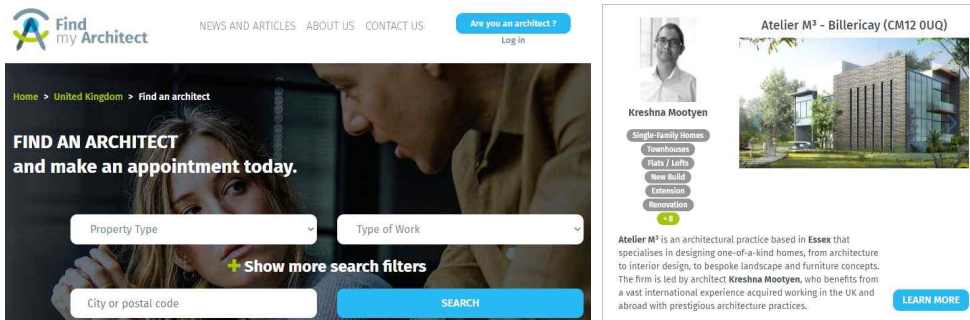 Find
my Architect
NEWS AND ARTICLES ABOUT US CONTACT US
Are you an architect ?
Log in
Home > United Kingdom > Find an architect
FIND AN ARCHITECT
and make an appointment today.
Property Type
Type of Work
+ Show more search filters
City or postal code
SEARCH
Atelier M³ - Billericay (CM12 0UQ)
Kreshna Mootyen
Single-Family Homes
Townhouses
Flats / Lofts
New Build
Extension
Renovation
+ 8
Atelier M³ is an architectural practice based in Essex that
specialises in designing one-of-a-kind homes, from architecture
to interior design, to bespoke landscape and furniture concepts.
The firm is led by architect Kreshna Mootyen, who benefits from
a vast international experience acquired working in the UK and
abroad with prestigious architecture practices.
LEARN MORE